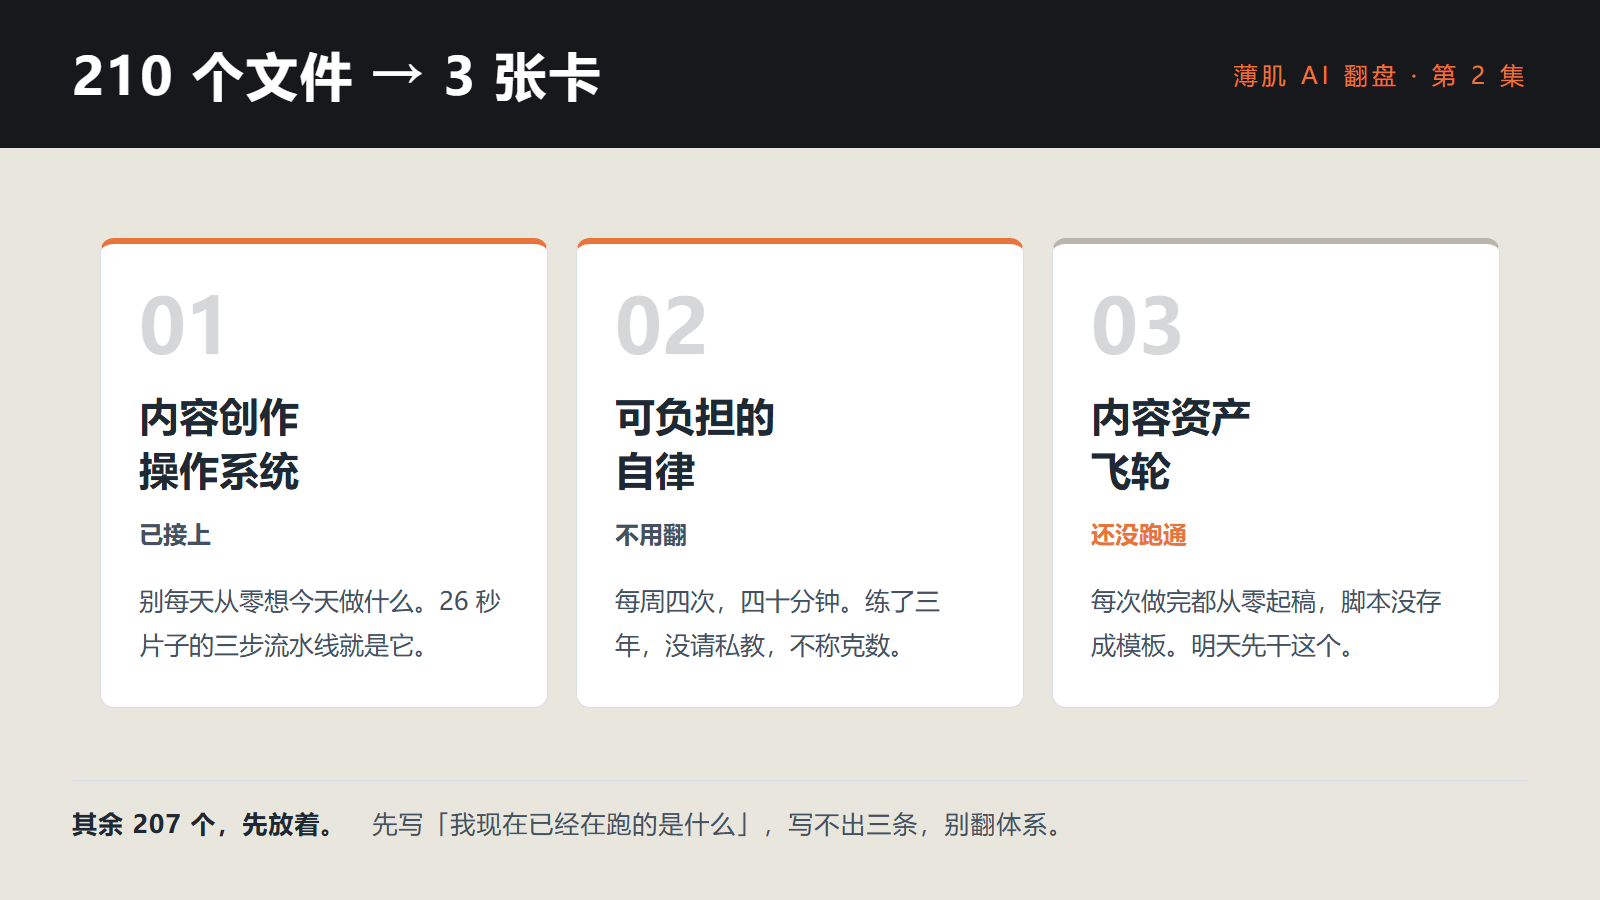 210 个文件 → 3 张卡
薄肌 AI 翻盘 · 第 2 集
01
内容创作
操作系统
已接上
别每天从零想今天做什么。26 秒
片子的三步流水线就是它。
02
可负担的
自律
不用翻
每周四次，四十分钟。练了三
年，没请私教，不称克数。
03
内容资产
飞轮
还没跑通
每次做完都从零起稿，脚本没存
成模板。明天先干这个。
其余 207 个，先放着。 先写「我现在已经在跑的是什么」，写不出三条，别翻体系。